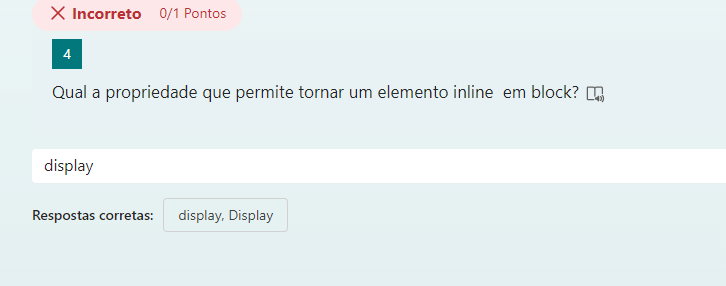 Incorreto 0/1 Pontos
4
Qual a propriedade que permite tornar um elemento inline em block?
display
Respostas corretas: display, Display